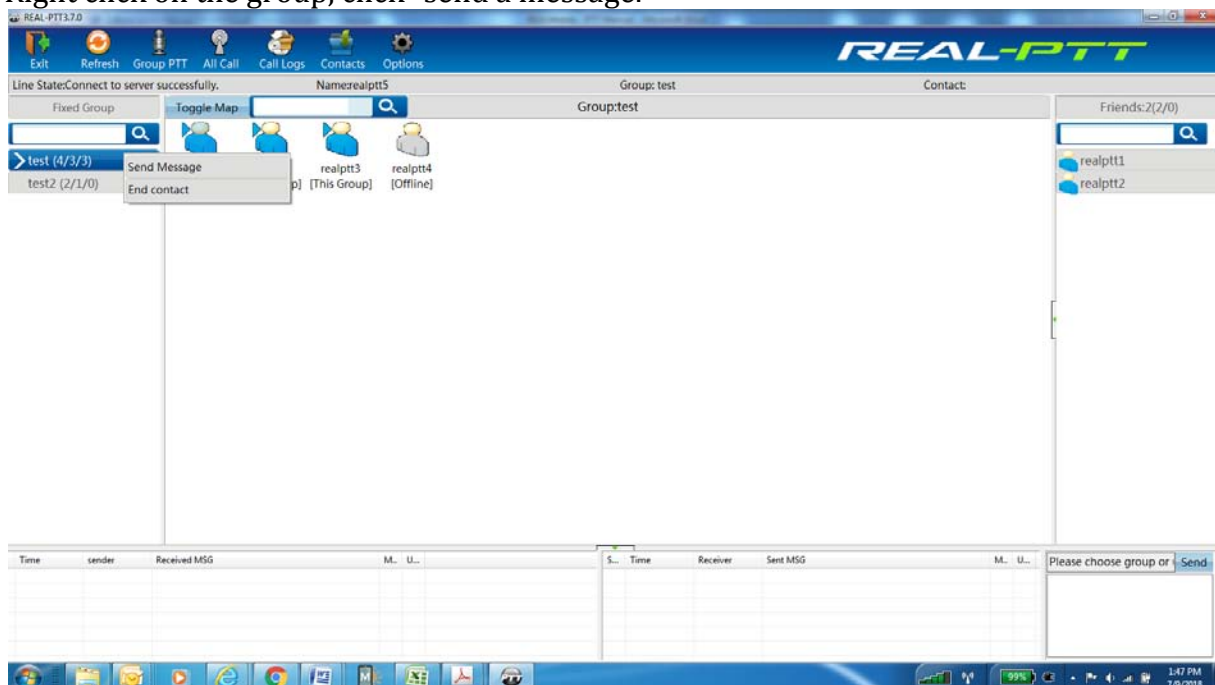 Right click on the group, click "send a message.
REAL-PTT3.7.0
Exit Refresh Group PTT All Call Call Logs Contacts Options
REAL-PTT
Line State:Connect to server successfully. Name:realptt5 Group: test Contact:
Fixed Group Toggle Map Group:test Friends:2(2/0)
test (4/3/3)
test2 (2/1/0)
Send Message
End contact
p]
realptt3 realptt4
[This Group] [Offline]
realptt1
realptt2
Time sender Received MSG M... U... S... Time Receiver Sent MSG M... U...
Please choose group or Send
99%
1:47 PM
7/9/2018